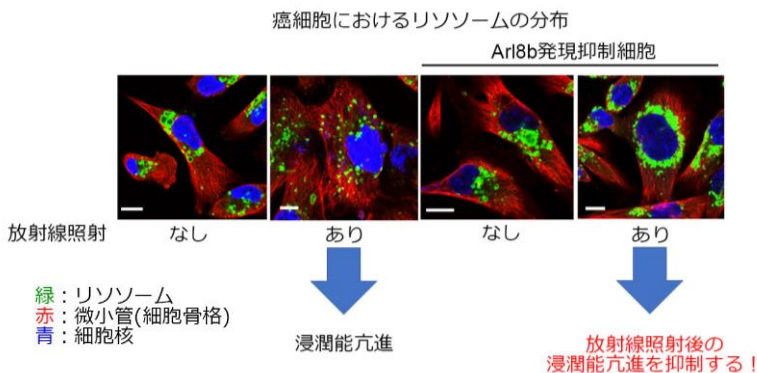 癌細胞におけるリソソームの分布
Arl8b発現抑制細胞
放射線照射 なし あり なし あり
緑：リソソーム
赤：微小管(細胞骨格)
青：細胞核
浸潤能亢進
放射線照射後の
浸潤能亢進を抑制する！